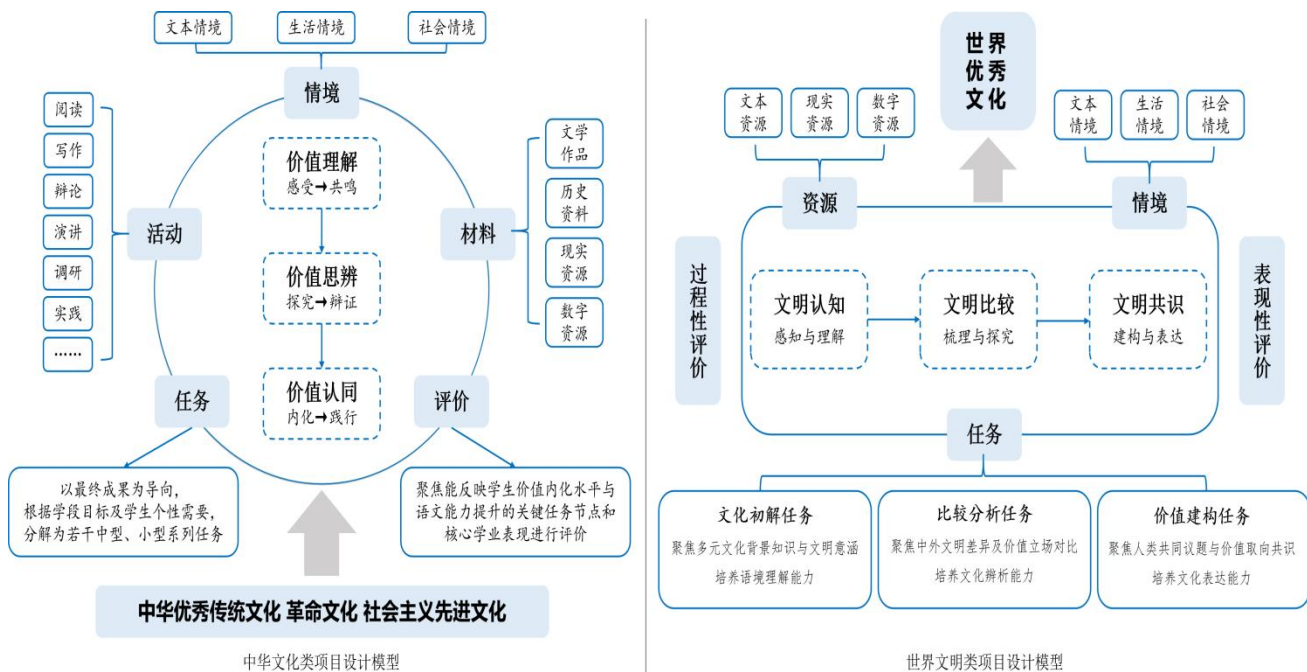 文本情境
生活情境
社会情境
情境
阅读
写作
辩论
演讲
调研
实践
……
活动
价值理解
感受→共鸣
价值思辨
探究→辩证
价值认同
内化→践行
材料
文学
作品
历史
资料
现实
资源
数字
资源
任务
评价
以最终成果为导向，
根据学段目标及学生个性需要，
分解为若干中型、小型系列任务
聚焦能反映学生价值内化水平与
语文能力提升的关键任务节点和
核心学业表现进行评价
中华优秀传统文化 革命文化 社会主义先进文化
中华文化类项目设计模型
世界
优秀
文化
文本
资源
现实
资源
数字
资源
文本
情境
生活
情境
社会
情境
资源
情境
过程性评价
文明认知
感知与理解
文明比较
梳理与探究
文明共识
建构与表达
表现性评价
任务
文化初解任务
聚焦多元文化背景知识与文明意涵
培养语境理解能力
比较分析任务
聚焦中外文明差异及价值立场对比
培养文化辨析能力
价值建构任务
聚焦人类共同议题与价值取向共识
培养文化表达能力
世界文明类项目设计模型